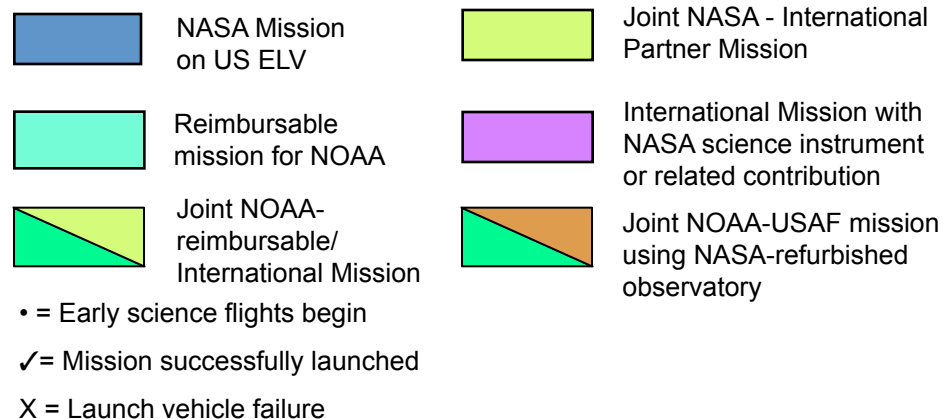 NASA Mission
on US ELV
Joint NASA - International
Partner Mission
Reimbursable
mission for NOAA
International Mission with
NASA science instrument
or related contribution
Joint NOAA-
reimbursable/
International Mission
Joint NOAA-USAF mission
using NASA-refurbished
observatory
• = Early science flights begin
✓= Mission successfully launched
X = Launch vehicle failure